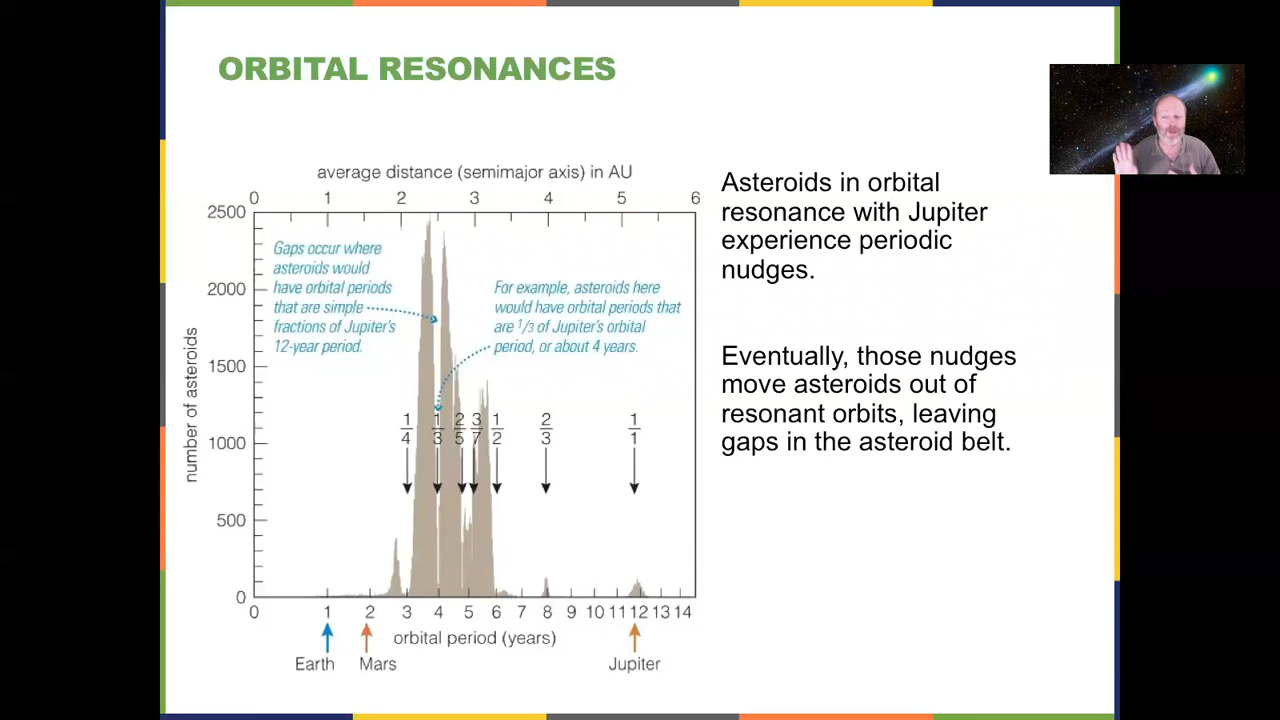 ORBITAL RESONANCES
average distance (semimajor axis) in AU
0 1 2 3 4 5 6
2500
2000
1500
1000
500
0
number of asteroids
Gaps occur where
asteroids would
have orbital periods
that are simple
fractions of Jupiter's
12-year period.
For example, asteroids here
would have orbital periods that
are 1/3 of Jupiter's orbital
period, or about 4 years.
1/4 1/3 2/5 3/7 1/2 2/3 1/1
0 1 2 3 4 5 6 7 8 9 10 11 12 13 14
orbital period (years)
Earth Mars Jupiter
Asteroids in orbital
resonance with Jupiter
experience periodic
nudges.
Eventually, those nudges
move asteroids out of
resonant orbits, leaving
gaps in the asteroid belt.